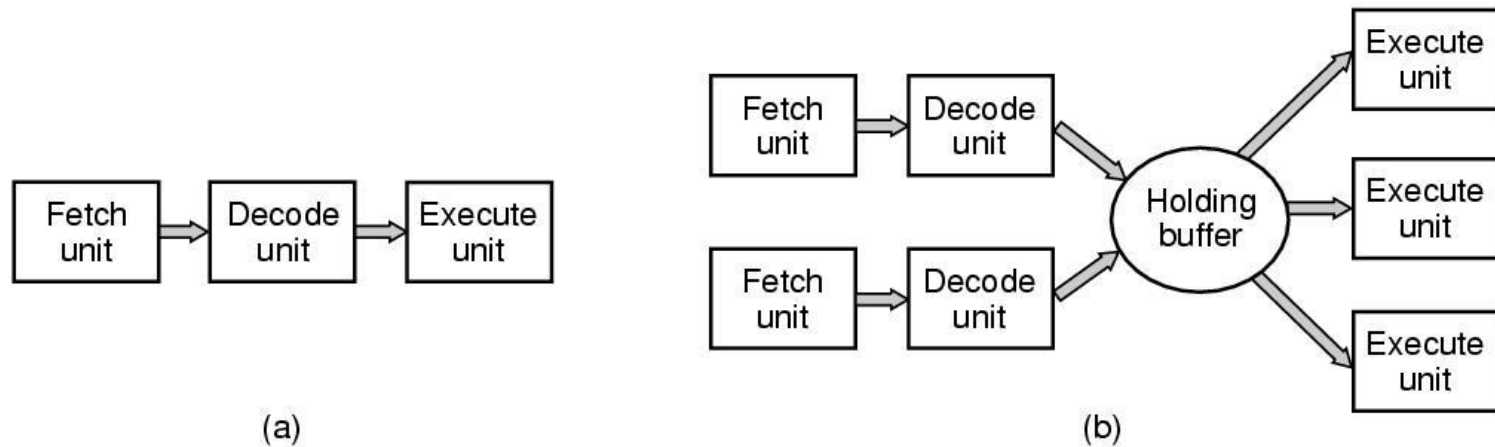 Fetch
unit
Decode
unit
Execute
unit
(a)
Fetch
unit
Decode
unit
Fetch
unit
Decode
unit
Holding
buffer
Execute
unit
Execute
unit
Execute
unit
(b)